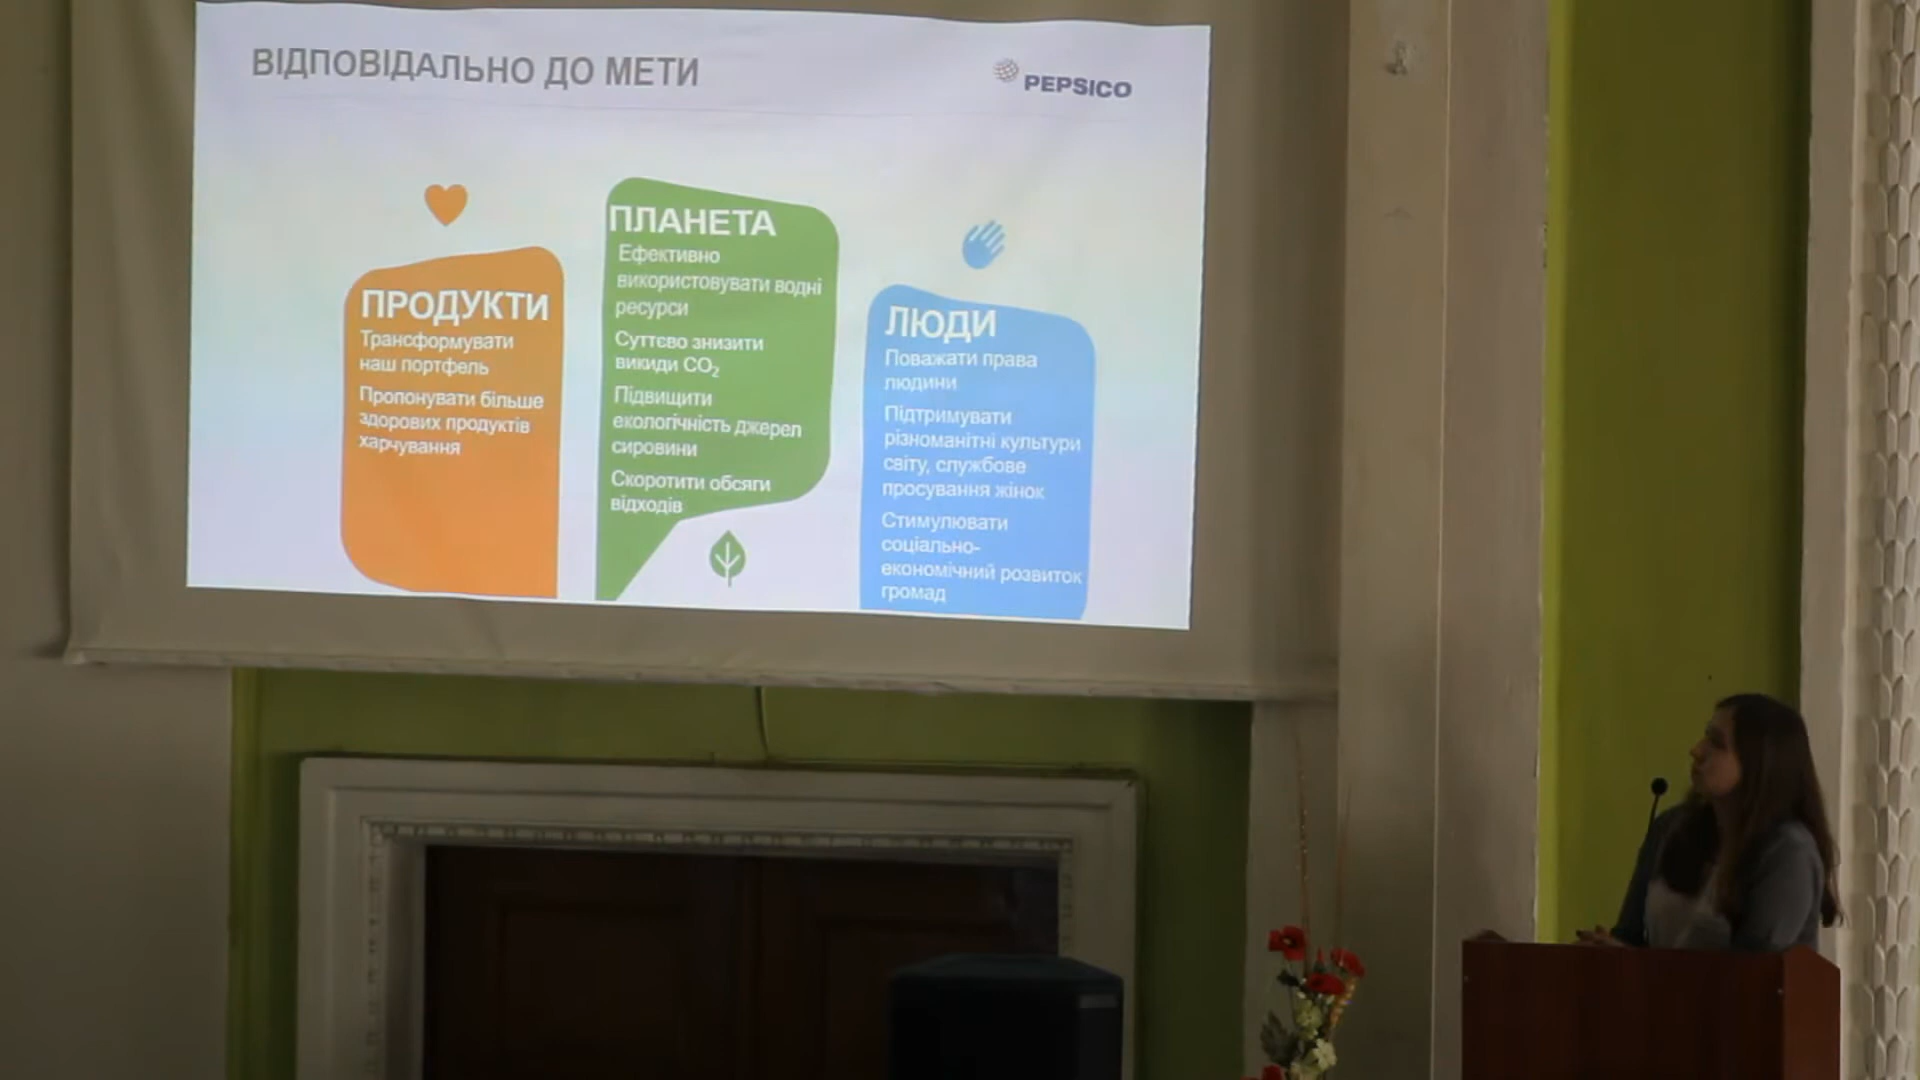 ВІДПОВІДАЛЬНО ДО МЕТИ
PEPSICO
ПРОДУКТИ
Трансформувати
наш портфель
Пропонувати більше
здорових продуктів
харчування
ПЛАНЕТА
Ефективно
використовувати водні
ресурси
Суттєво знизити
викиди CO₂
Підвищити
екологічність джерел
сировини
Скоротити обсяги
відходів
ЛЮДИ
Поважати права
людини
Підтримувати
різноманітні культури
світу, службове
просування жінок
Стимулювати
соціально-
економічний розвиток
громад